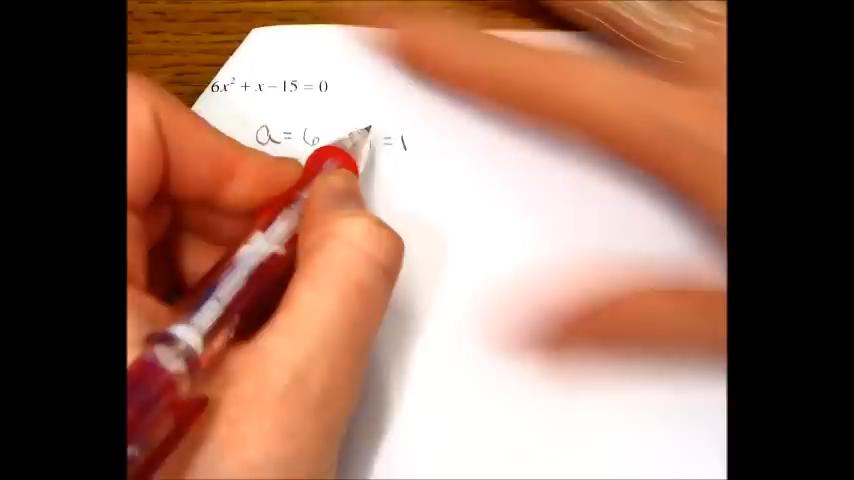 6x² + x − 15 = 0
a = 6 = 1